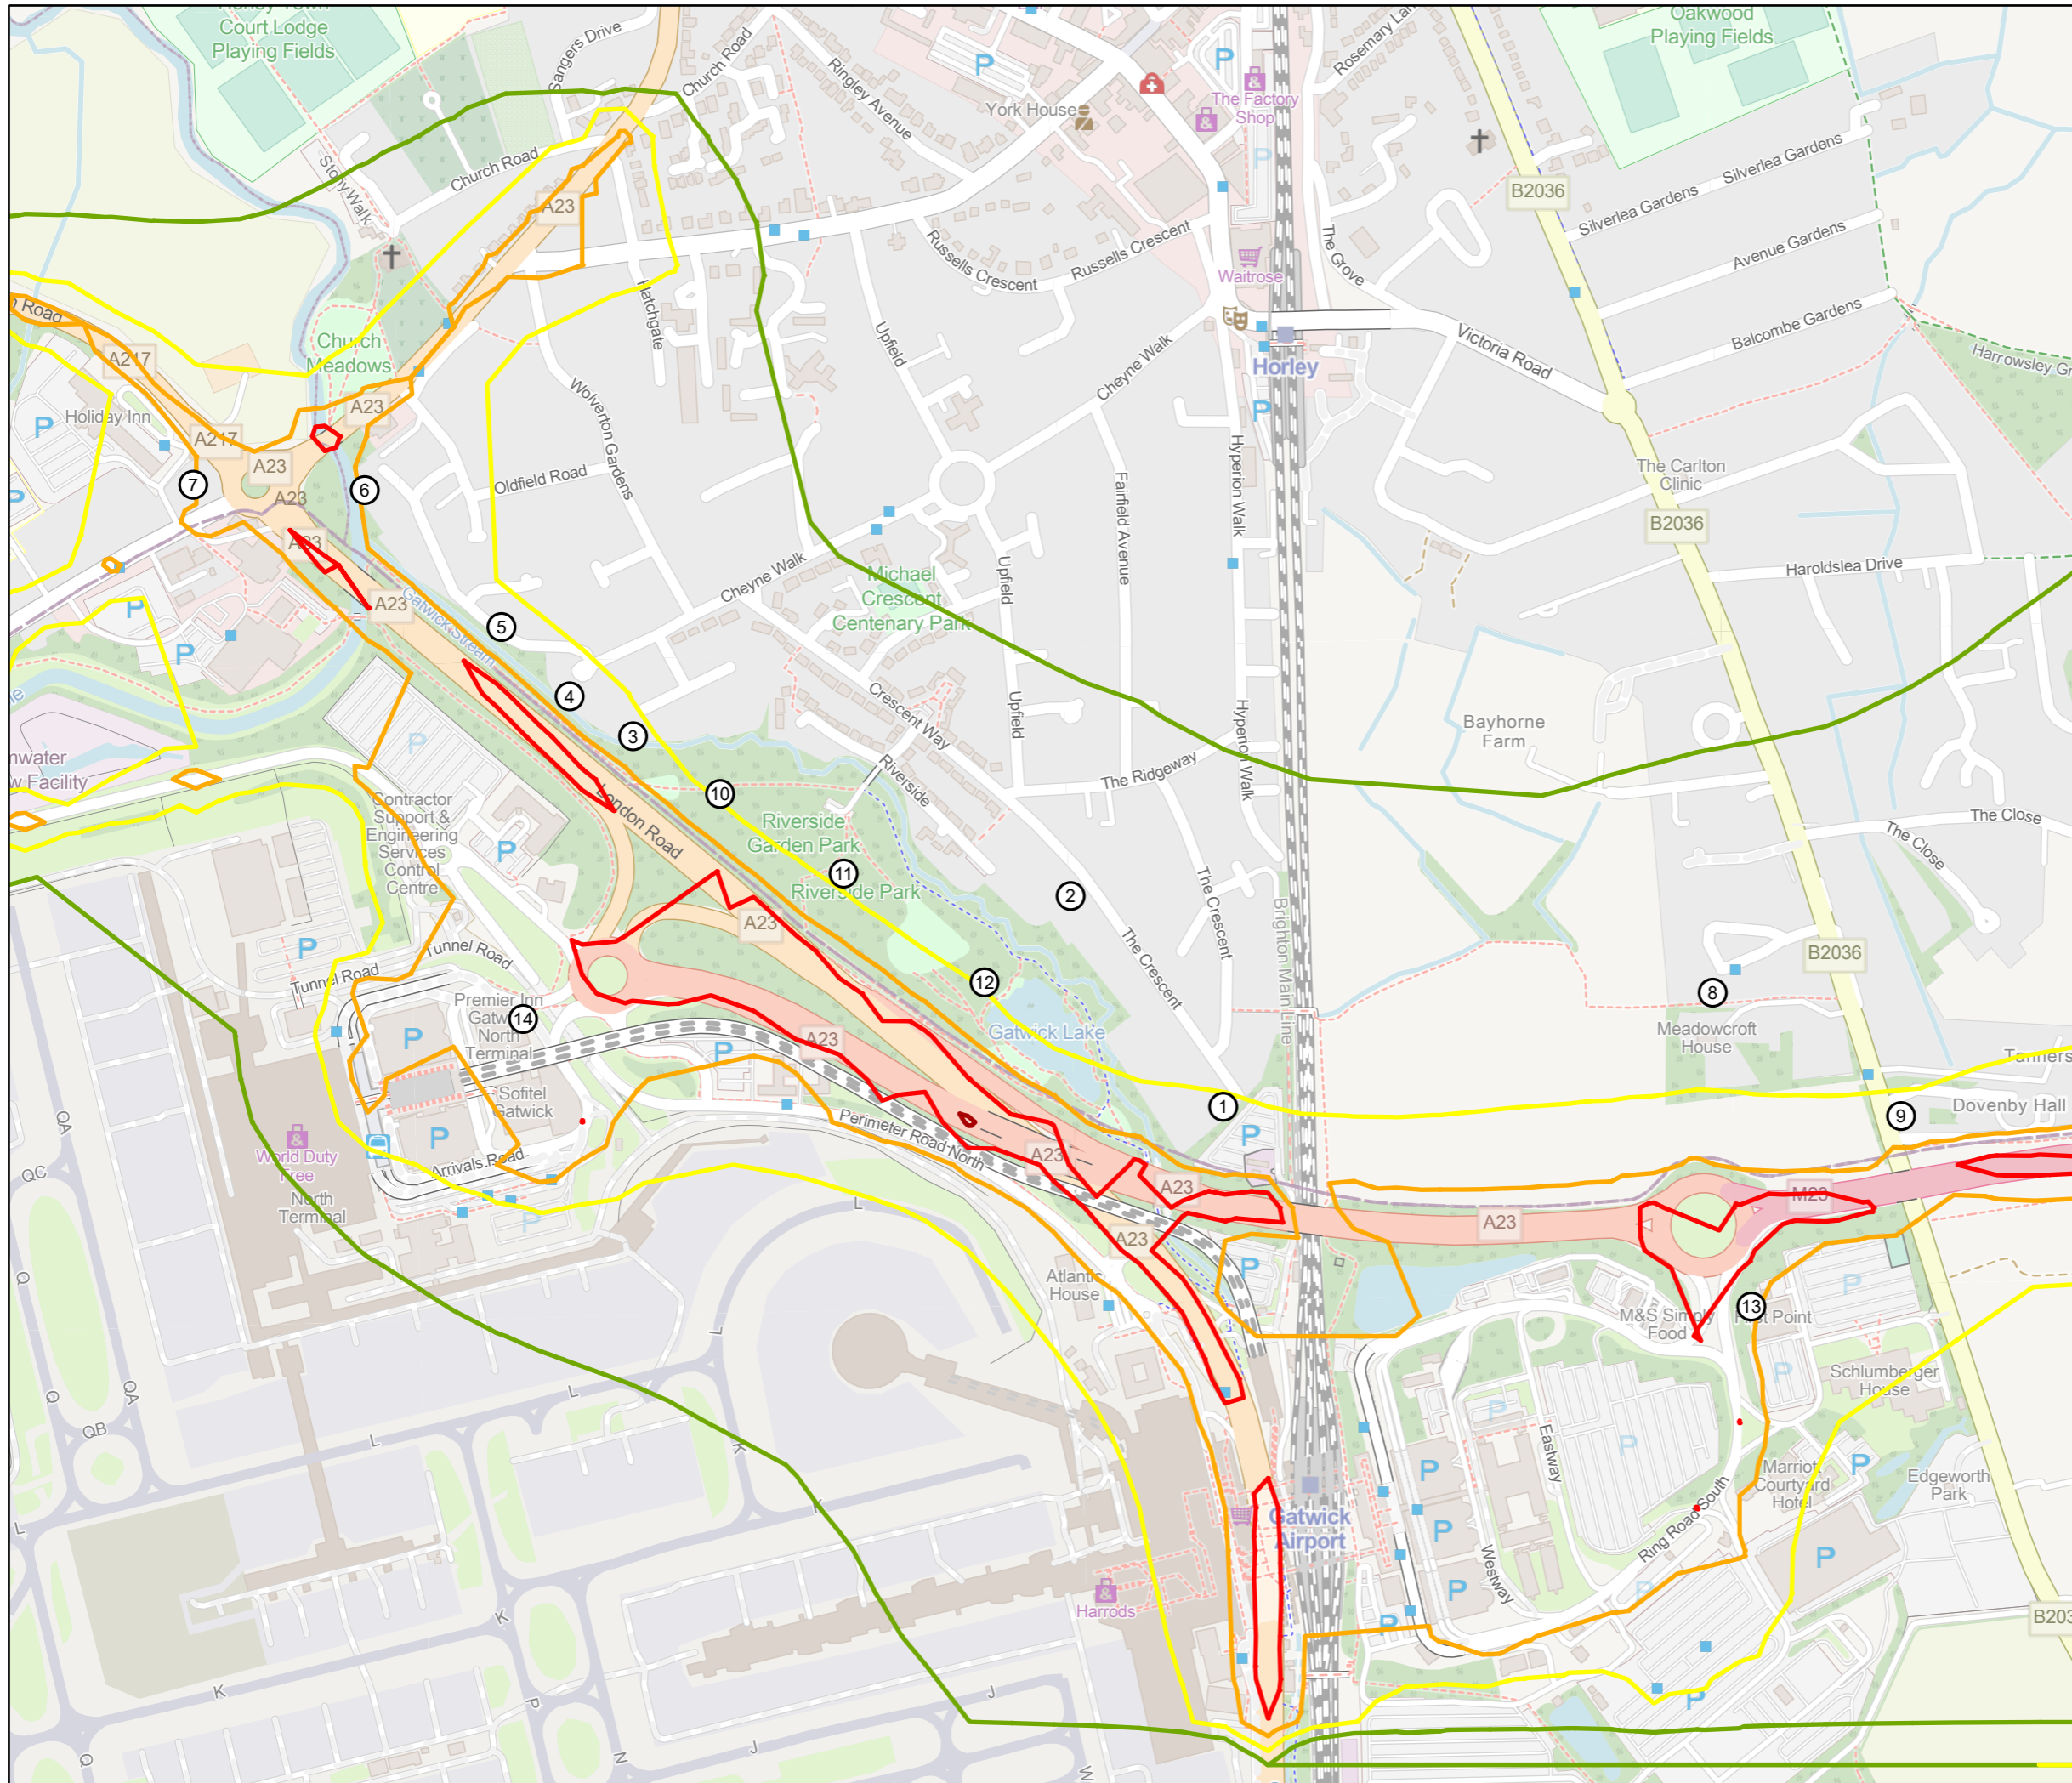 Court Lodge
Playing Fields
Oakwood
Playing Fields
Sangers Drive
Church Road
Ringley Avenue
Rosemary
York House
The Factory
Shop
P
P
P
Church Road
Stony Walk
A23
B2036
Silverlea Gardens
Silverlea Gardens
Avenue Gardens
Balcombe Gardens
The Grove
Russells Crescent
Russells Crescent
Waitrose
Hatchgate
Upfield
Road
A217
Church
Meadows
Horley
Victoria Road
Cheyne Walk
Holiday Inn
P
A23
A217
A23
A23
7
6
Wolverton Gardens
Oldfield Road
P
Hyperion Walk
Fairfield Avenue
The Carlton
Clinic
B2036
P
A23
A23
Cheyne Walk
Michael
Crescent
Centenary Park
Upfield
Haroldslea Drive
P
P
Gatwick Stream
5
4
3
Crescent Way
Upfield
Hyperion Walk
Bayhorne
Farm
P
The Ridgeway
10
Riverside
Riverside
Garden Park
London Road
Contractor
Support &
Engineering
Services
Control
Centre
P
11
Riverside Park
2
The Crescent
The Crescent
The Close
The Close
A23
P
Tunnel Road
Tunnel Road
12
Brighton Main Line
B2036
8
Premier Inn
North
Terminal
14
P
P
A23
Gatwick Lake
Meadowcroft
House
Tanners
Sofitel
Gatwick
P
Perimeter Road North
1
P
9
Dovenby Hall
World Duty
Free
Arrivals Road
North
Terminal
P
A23
A23
A23
A23
M23
P
Atlantic
House
M&S Simply
Food
13
Point
P
QA
QC
L
L
Q
QA
QB
L
Q
L
K
K
P
P
P
Schlumberger
House
Eastway
P
P
Marriott
Courtyard
Hotel
P
Edgeworth
Park
L
Gatwick
Airport
P
Ring Road South
P
Harrods
Westway
P
P
P
K
K
P
N
J
J
Q
W
P